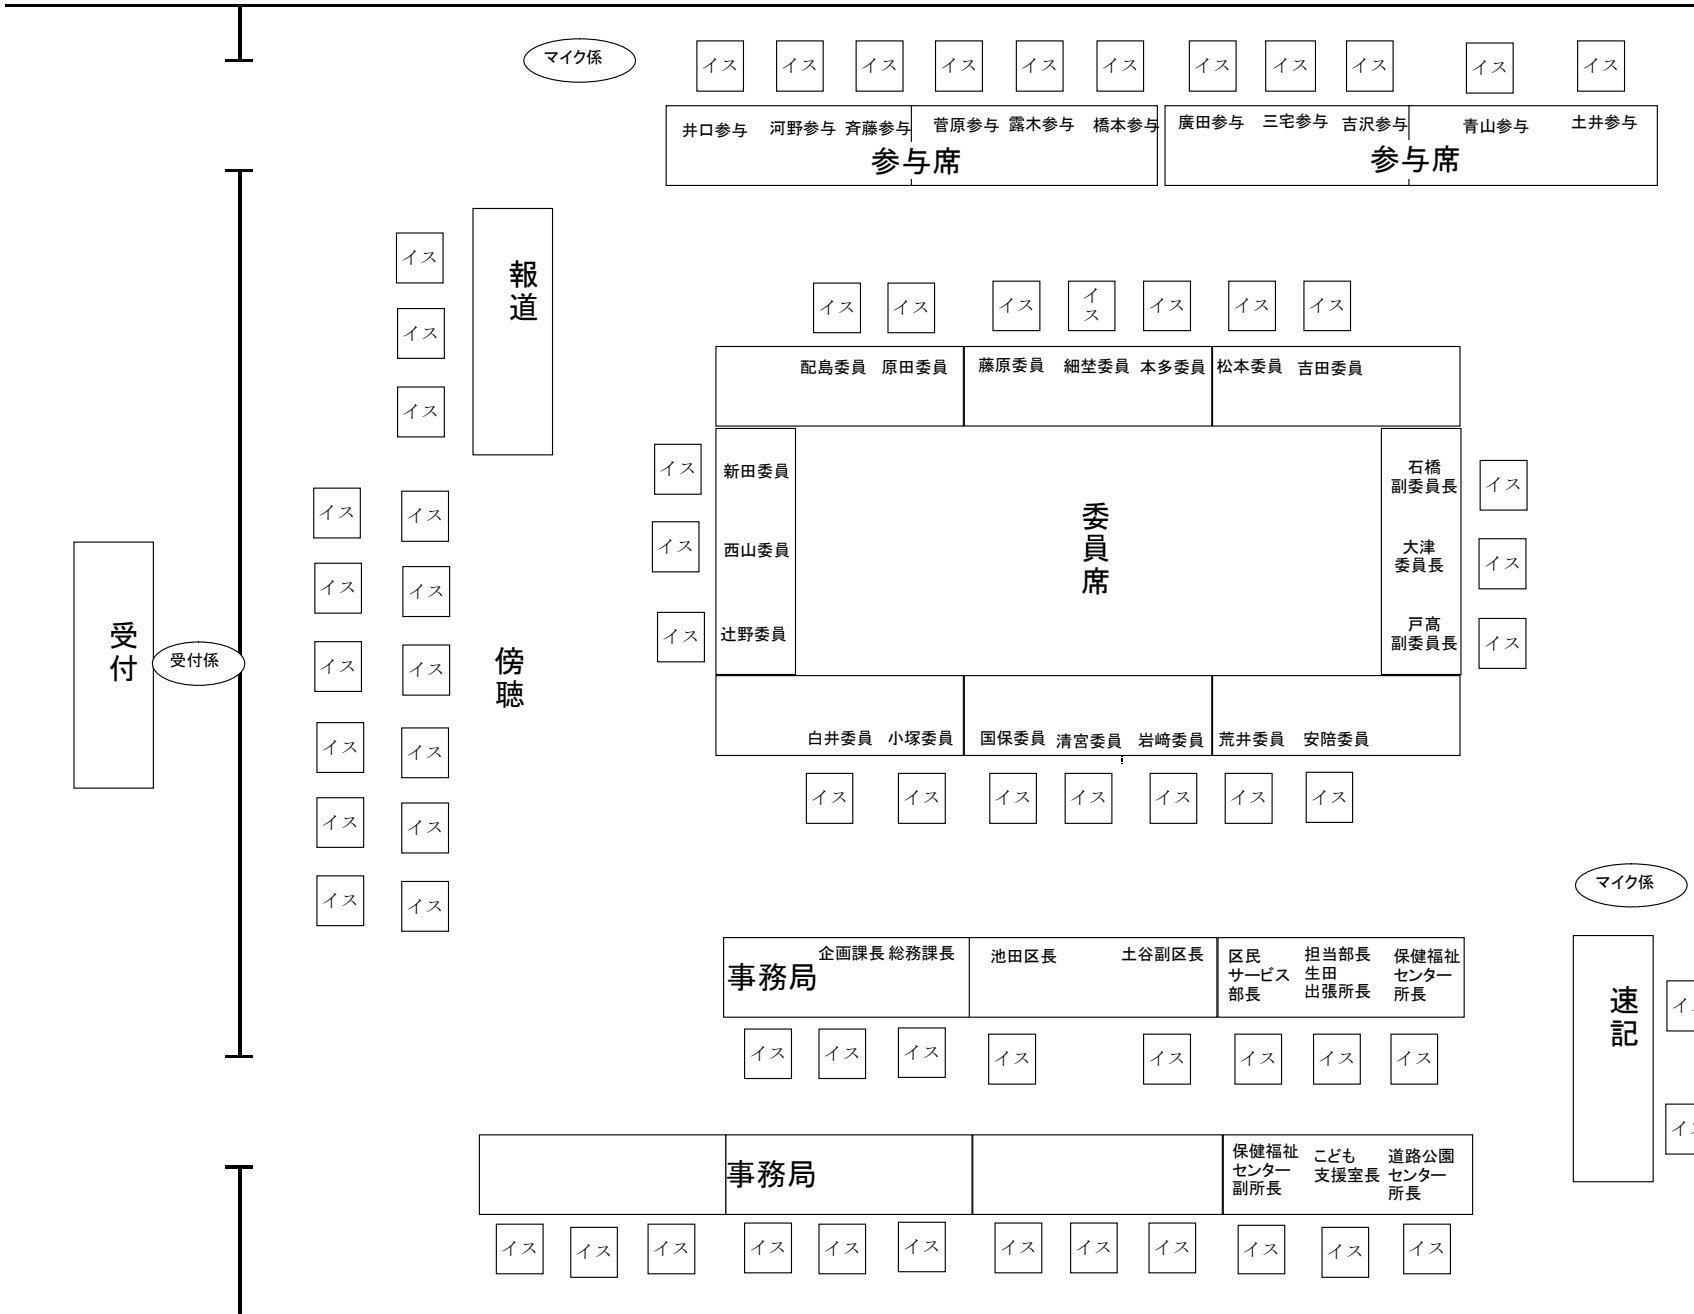 マイク係
イス イス イス イス イス イス イス イス イス イス イス
井口参与 河野参与 斉藤参与 菅原参与 露木参与 橋本参与 廣田参与 三宅参与 吉沢参与 青山参与 土井参与
参与席 参与席
報道
イス
イス
イス
イス イス イス イス イス イス イス
配島委員 原田委員 藤原委員 細埜委員 本多委員 松本委員 吉田委員
イス 新田委員
イス 西山委員
イス 辻野委員
委員席
石橋
副委員長
イス
大津
委員長
イス
戸髙
副委員長
イス
白井委員 小塚委員 国保委員 清宮委員 岩﨑委員 荒井委員 安陪委員
イス イス イス イス イス イス イス
受付
受付係
傍聴
イス イス
イス イス
イス イス
イス イス
イス イス
イス イス
マイク係
事務局
企画課長 総務課長 池田区長 土谷副区長
区民
サービス
部長
担当部長
生田
出張所長
保健福祉
センター
所長
イス イス イス イス イス イス イス イス
速記
イス
イス
事務局
保健福祉
センター
副所長
こども
支援室長
道路公園
センター
所長
イス イス イス イス イス イス イス イス イス イス イス イス